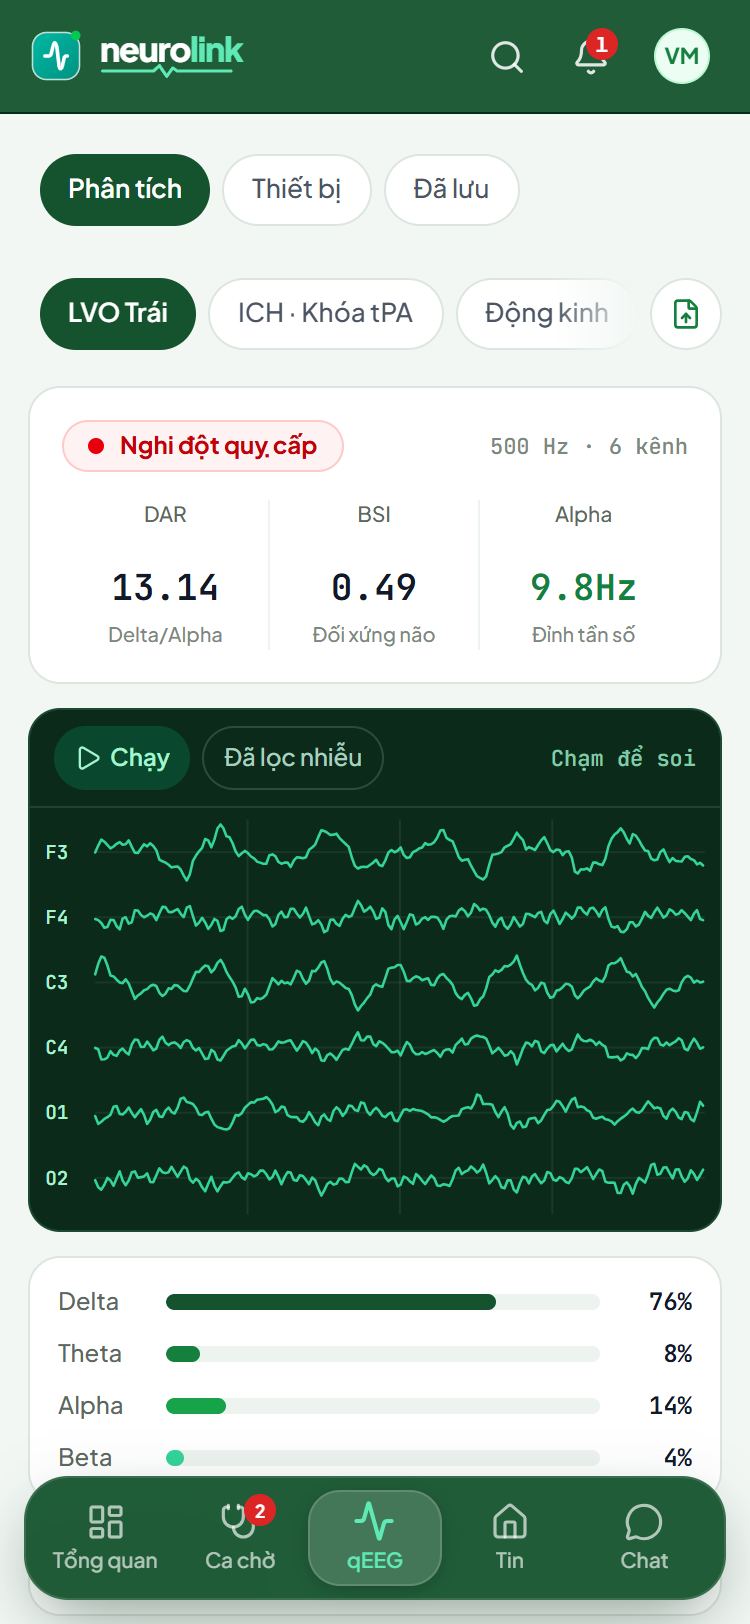 neurolink
1
VM
Phân tích
Thiết bị
Đã lưu
LVO Trái
ICH · Khóa tPA
Động kinh
Nghi đột quỵ cấp
500 Hz · 6 kênh
DAR
BSI
Alpha
13.14
0.49
9.8Hz
Delta/Alpha
Đối xứng não
Đỉnh tần số
Chạy
Đã lọc nhiễu
Chạm để soi
F3
F4
C3
C4
O1
O2
Delta
76%
Theta
8%
Alpha
14%
Beta
4%
2
Tổng quan
Ca chờ
qEEG
Tin
Chat